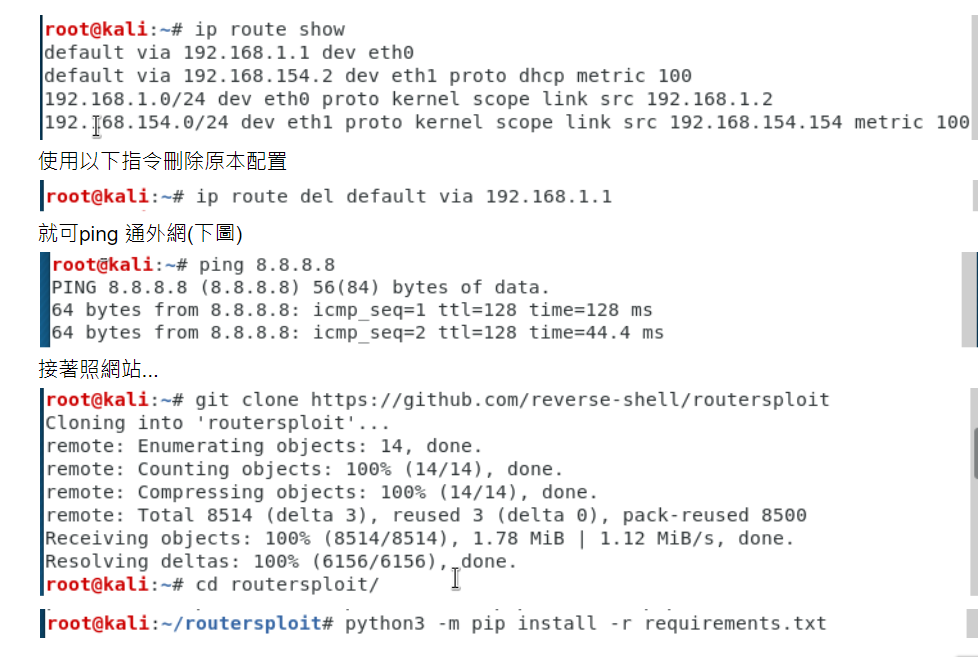 root@kali:~# ip route show
default via 192.168.1.1 dev eth0
default via 192.168.154.2 dev eth1 proto dhcp metric 100
192.168.1.0/24 dev eth0 proto kernel scope link src 192.168.1.2
192.168.154.0/24 dev eth1 proto kernel scope link src 192.168.154.154 metric 100
使用以下指令刪除原本配置
root@kali:~# ip route del default via 192.168.1.1
就可ping 通外網(下圖)
root@kali:~# ping 8.8.8.8
PING 8.8.8.8 (8.8.8.8) 56(84) bytes of data.
64 bytes from 8.8.8.8: icmp_seq=1 ttl=128 time=128 ms
64 bytes from 8.8.8.8: icmp_seq=2 ttl=128 time=44.4 ms
接著照網站...
root@kali:~# git clone https://github.com/reverse-shell/routersploit
Cloning into 'routersploit'...
remote: Enumerating objects: 14, done.
remote: Counting objects: 100% (14/14), done.
remote: Compressing objects: 100% (14/14), done.
remote: Total 8514 (delta 3), reused 3 (delta 0), pack-reused 8500
Receiving objects: 100% (8514/8514), 1.78 MiB | 1.12 MiB/s, done.
Resolving deltas: 100% (6156/6156), done.
root@kali:~# cd routersploit/
root@kali:~/routersploit# python3 -m pip install -r requirements.txt